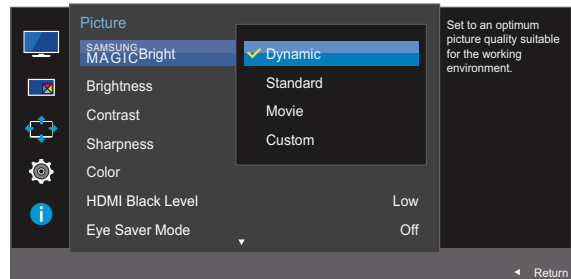 Picture
SAMSUNG
MAGICBright
Brightness
Contrast
Sharpness
Color
HDMI Black Level Low
Eye Saver Mode Off
Dynamic
Standard
Movie
Custom
Set to an optimum
picture quality suitable
for the working
environment.
Return